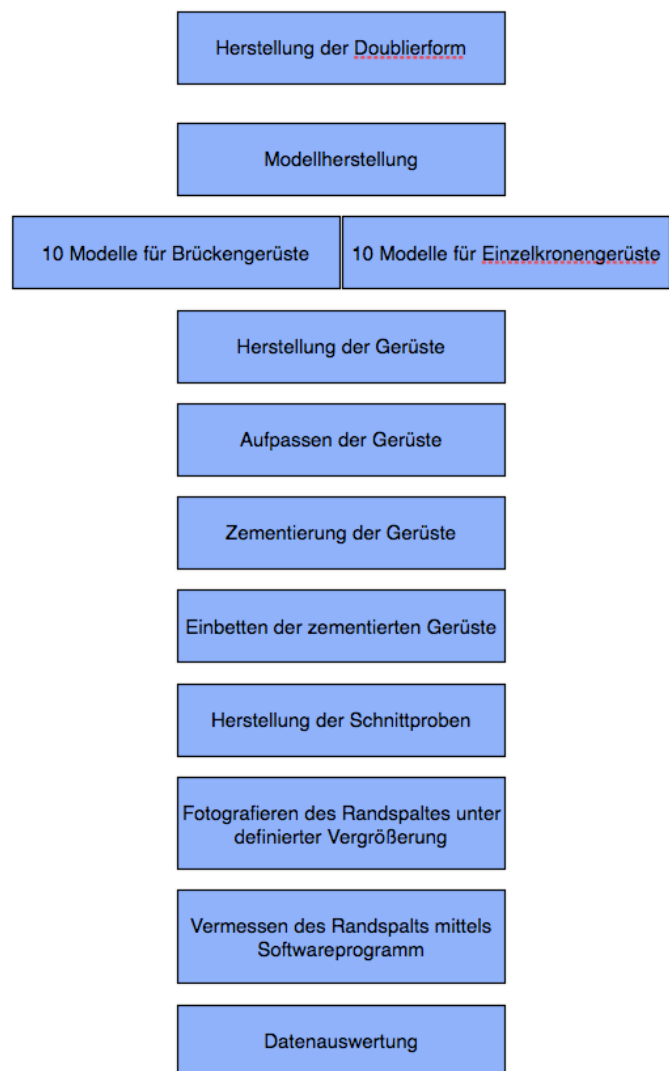 Herstellung der Doublierform
Modellherstellung
10 Modelle für Brückengerüste
10 Modelle für Einzelkronengerüste
Herstellung der Gerüste
Aufpassen der Gerüste
Zementierung der Gerüste
Einbetten der zementierten Gerüste
Herstellung der Schnittproben
Fotografieren des Randspaltes unter
definierter Vergrößerung
Vermessen des Randspalts mittels
Softwareprogramm
Datenauswertung